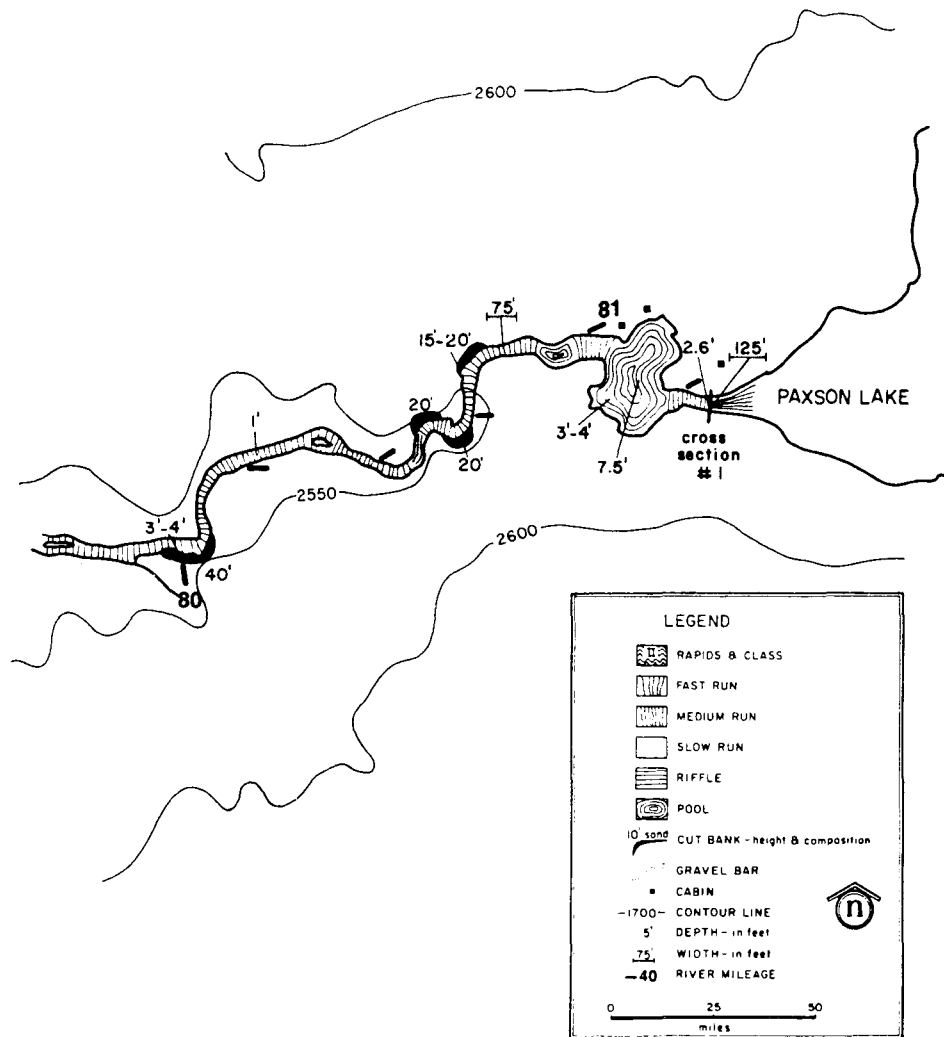 2600
81
75'
15'-20'
2.6'
125'
PAXSON LAKE
20'
1'
3'-4'
cross
section
#1
20'
7.5'
2550
3'-4'
2600
40'
80
LEGEND
II RAPIDS & CLASS
FAST RUN
MEDIUM RUN
SLOW RUN
RIFFLE
POOL
10' sand CUT BANK - height & composition
GRAVEL BAR
CABIN
-1700- CONTOUR LINE
5' DEPTH - in feet
75' WIDTH - in feet
-40 RIVER MILEAGE
n
0 25 50
miles